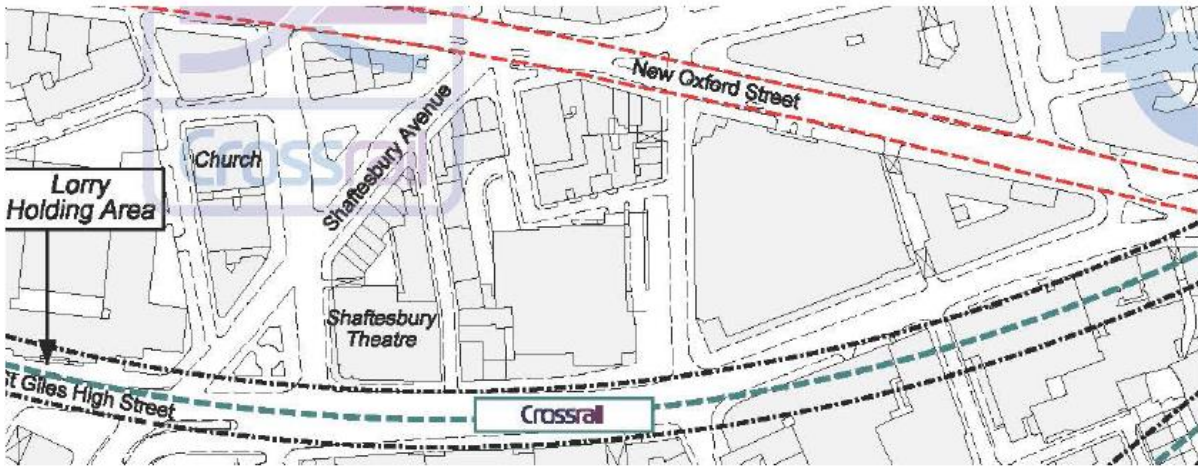 New Oxford Street
Shaftesbury Avenue
Church
Crossrail
Lorry
Holding Area
Shaftesbury
Theatre
St Giles High Street
Crossrail